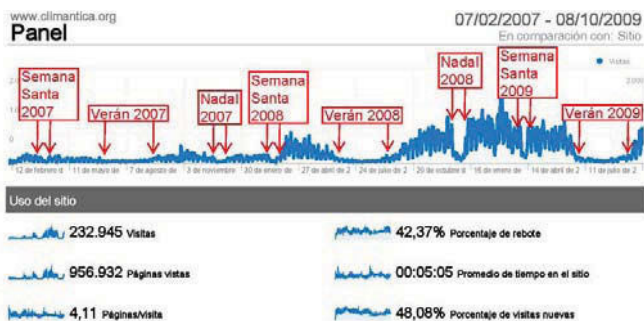 www.climantica.org
07/02/2007 - 08/10/2009
Panel
En comparación con: Sitio
Visitas
Semana Santa 2007
Verán 2007
Nadal 2007
Semana Santa 2008
Verán 2008
Nadal 2008
Semana Santa 2009
Verán 2009
12 de febrero d
11 de mayo de
7 de agosto de
3 de noviembre
30 de enero de
27 de abril de 2
24 de julio de 2
20 de octubre d
16 de enero de
14 de abril de 2
11 de julio de 2
Uso del sitio
232.945 Visitas
42,37% Porcentaje de rebote
956.932 Páginas vistas
00:05:05 Promedio de tiempo en el sitio
4,11 Páginas/visita
48,08% Porcentaje de visitas nuevas